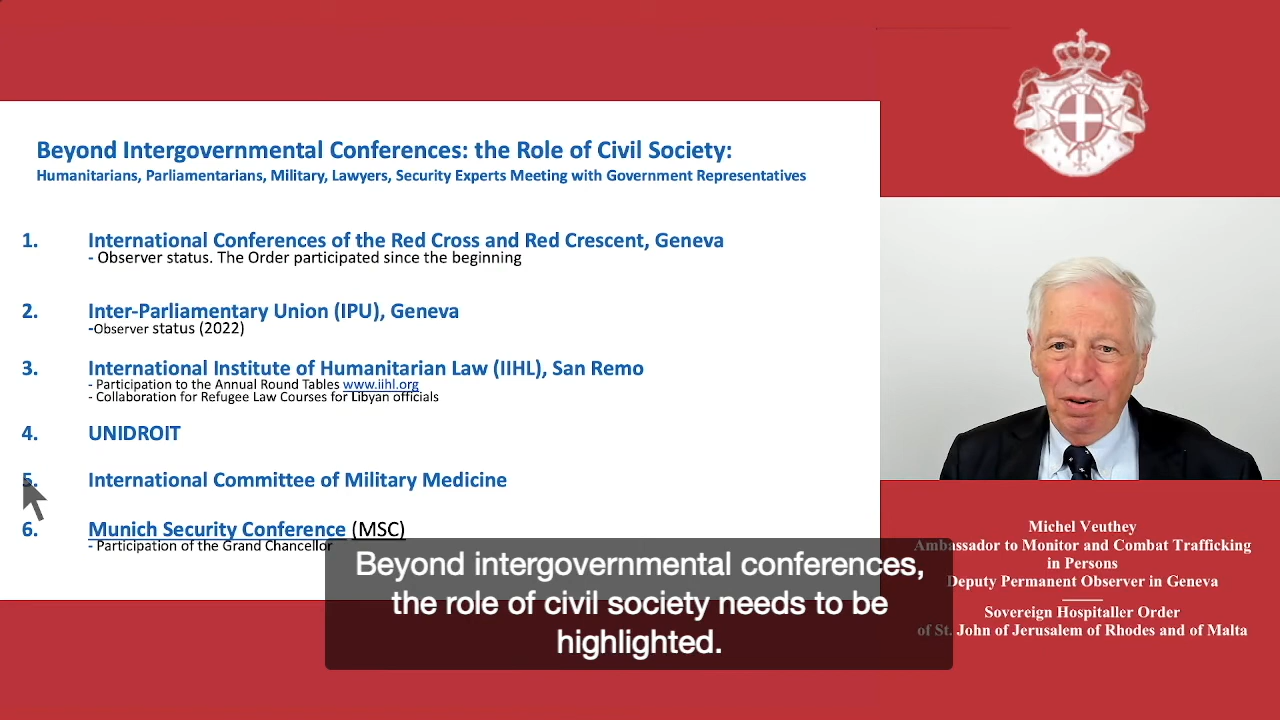 Beyond Intergovernmental Conferences: the Role of Civil Society:
Humanitarians, Parliamentarians, Military, Lawyers, Security Experts Meeting with Government Representatives
1. International Conferences of the Red Cross and Red Crescent, Geneva
- Observer status. The Order participated since the beginning
2. Inter-Parliamentary Union (IPU), Geneva
-Observer status (2022)
3. International Institute of Humanitarian Law (IIHL), San Remo
- Participation to the Annual Round Tables www.iihl.org
- Collaboration for Refugee Law Courses for Libyan officials
4. UNIDROIT
5. International Committee of Military Medicine
6. Munich Security Conference (MSC)
- Participation of the Grand Chancellor
Michel Veuthey
Ambassador to Monitor and Combat Trafficking
in Persons
Deputy Permanent Observer in Geneva
Sovereign Hospitaller Order
of St. John of Jerusalem of Rhodes and of Malta
Beyond intergovernmental conferences,
the role of civil society needs to be
highlighted.